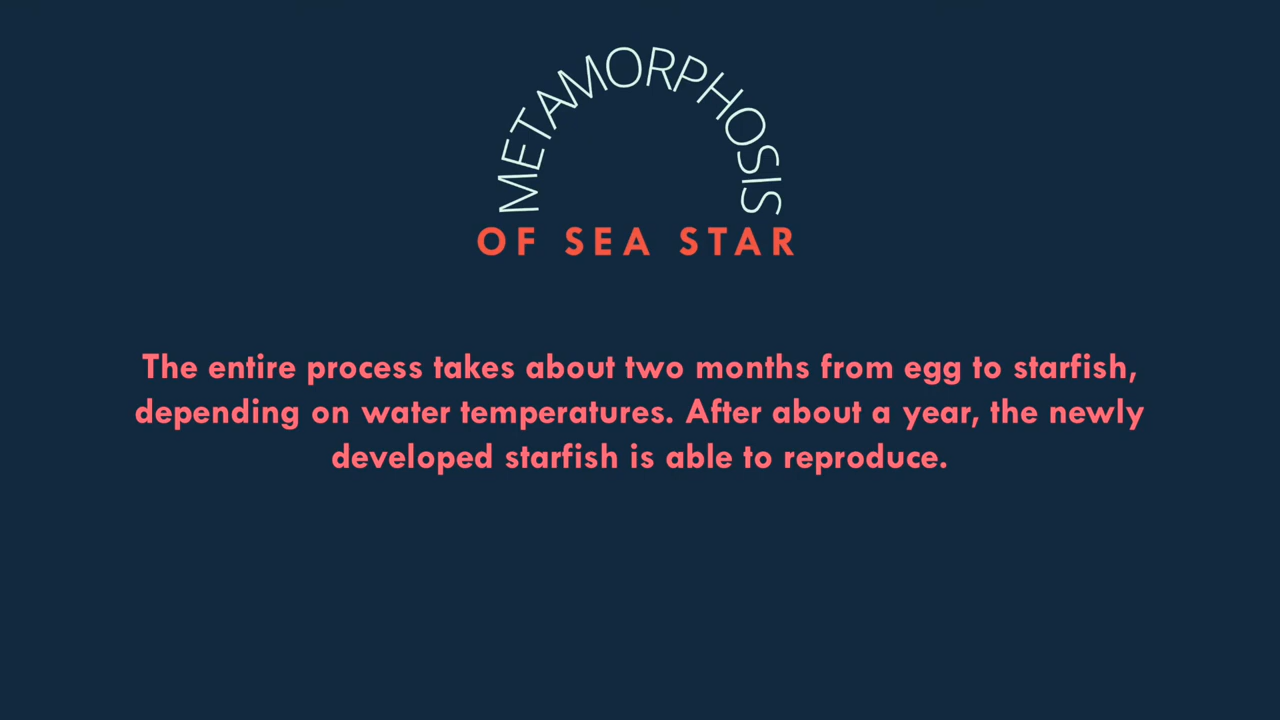 METAMORPHOSIS
OF SEA STAR
The entire process takes about two months from egg to starfish,
depending on water temperatures. After about a year, the newly
developed starfish is able to reproduce.